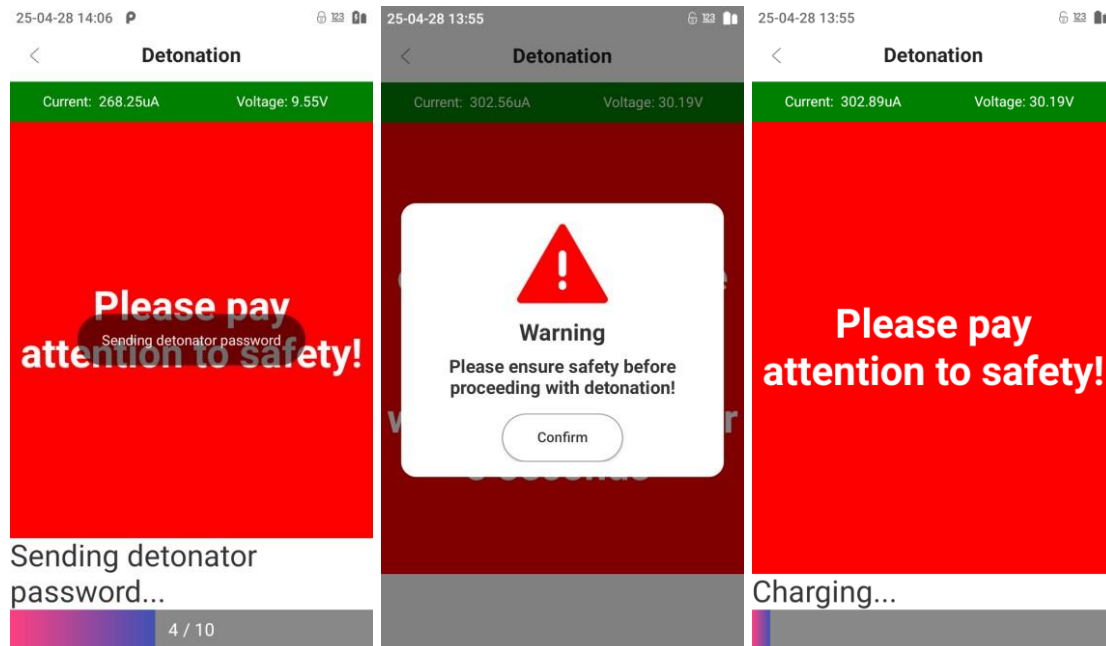 25-04-28 14:06
123
Detonation
Current: 268.25uA Voltage: 9.55V
Please pay
attention to safety!
Sending detonator password
Sending detonator
password...
4 / 10
25-04-28 13:55
123
Detonation
Current: 302.56uA Voltage: 30.19V
Warning
Please ensure safety before
proceeding with detonation!
Confirm
25-04-28 13:55
123
Detonation
Current: 302.89uA Voltage: 30.19V
Please pay
attention to safety!
Charging...